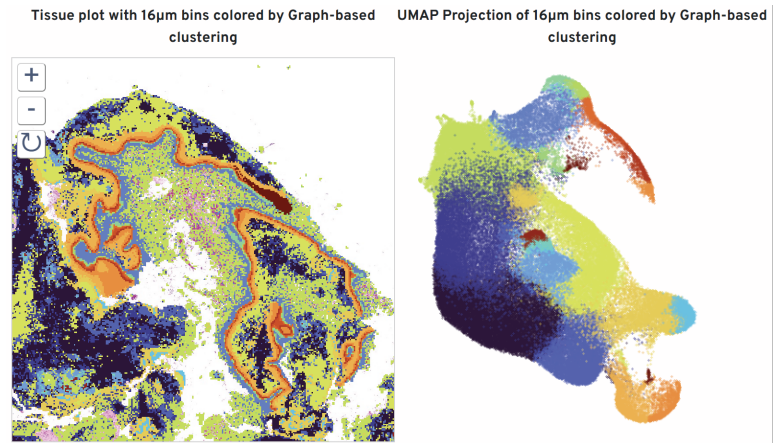 Tissue plot with 16µm bins colored by Graph-based
clustering
UMAP Projection of 16µm bins colored by Graph-based
clustering
+
-